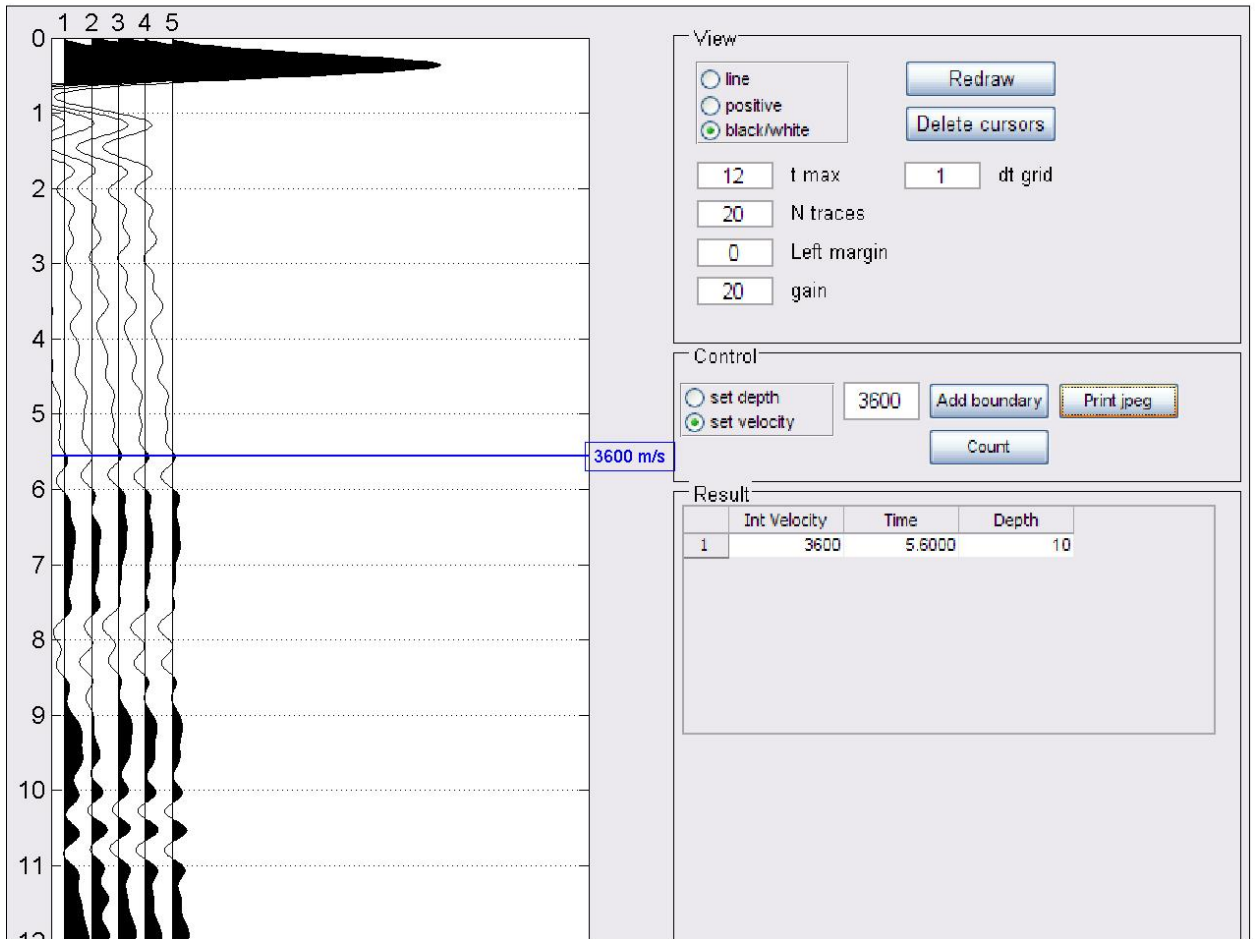 1 2 3 4 5
0
1
2
3
4
5
6
7
8
9
10
11
12
3600 m/s
View
line
positive
black/white
Redraw
Delete cursors
12 t max 1 dt grid
20 N traces
0 Left margin
20 gain
Control
set depth
set velocity
3600 Add boundary Print jpeg
Count
Result
Int Velocity Time Depth
1 3600 5.6000 10